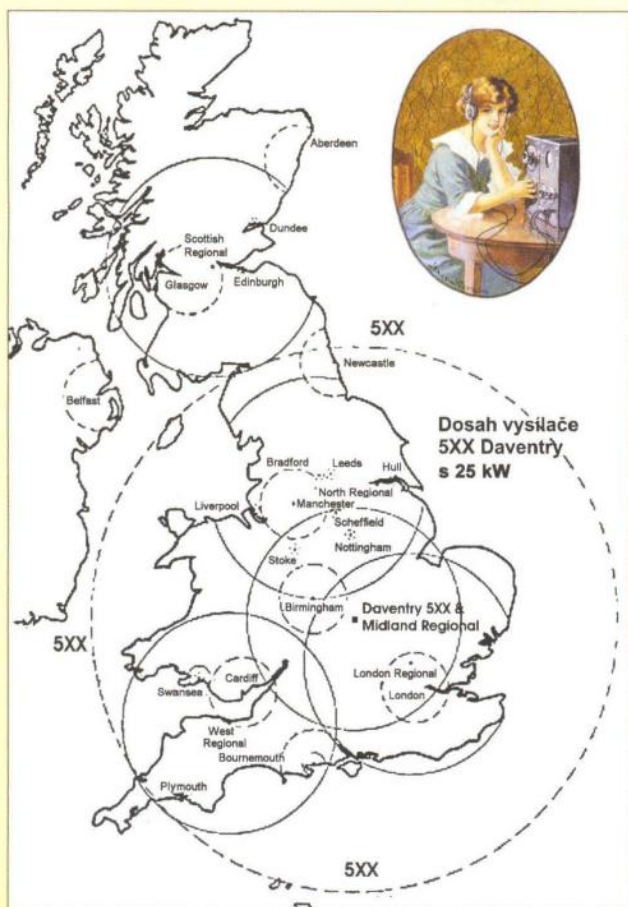 Aberdeen
Dundee
Scottish
Regional
Glasgow
Edinburgh
5XX
Newcastle
Belfast
Dosah vysílače
5XX Daventry
s 25 kW
Bradford
Leeds
Hull
North Regional
Manchester
Liverpool
Scheffield
Nottingham
Stoke
Birmingham
Daventry 5XX &
Midland Regional
5XX
London Regional
London
Cardiff
Swansea
West
Regional
Bournemouth
Plymouth
5XX